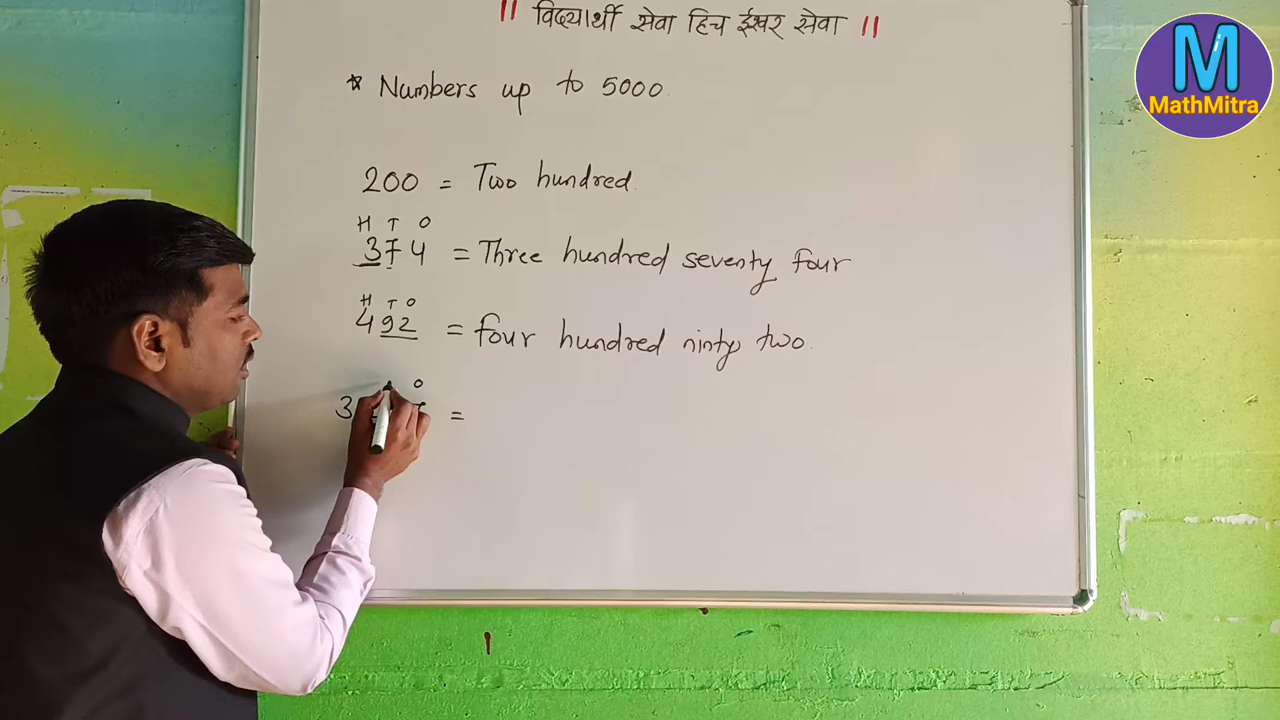 || विद्यार्थी सेवा हिच ईश्वर सेवा ||
M
MathMitra
* Numbers up to 5000.
200 = Two hundred.
H T O
374 = Three hundred seventy four
H T O
492 = four hundred ninty two.
O
3 =